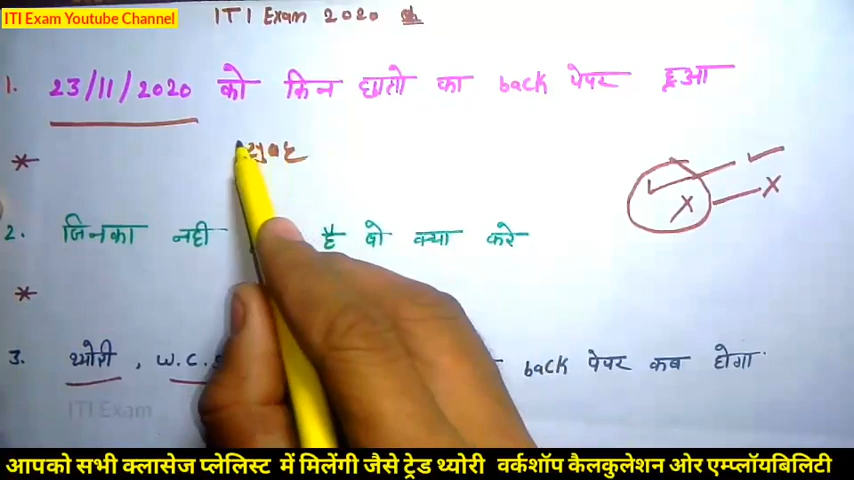 ITI Exam Youtube Channel
ITI Exam 2020
1. 23/11/2020 को किन छात्रो का back पेपर हुआ
*
2. जिनका नही है वो क्या करे
*
3. थ्योरी, W.C.S back पेपर कब होगा
ITI Exam
आपको सभी क्लासेज प्लेलिस्ट में मिलेंगी जैसे ट्रेड थ्योरी वर्कशॉप कैलकुलेशन ओर एम्प्लॉयबिलिटी